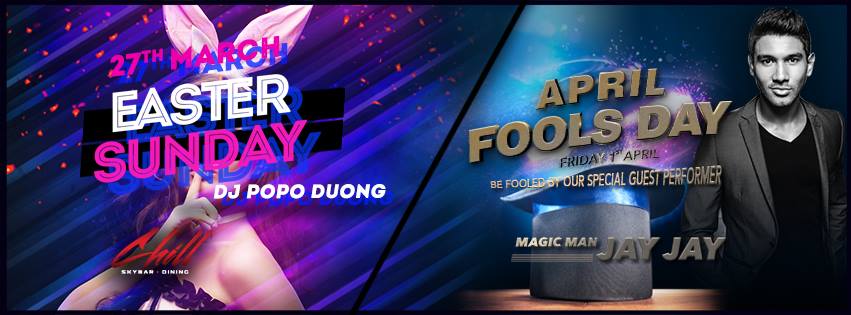 27TH MARCH
EASTER
SUNDAY
DJ POPO DUONG
Chill
SKYBAR - DINING
APRIL
FOOLS DAY
FRIDAY 1ST APRIL
BE FOOLED BY OUR SPECIAL GUEST PERFORMER
MAGIC MAN JAY JAY